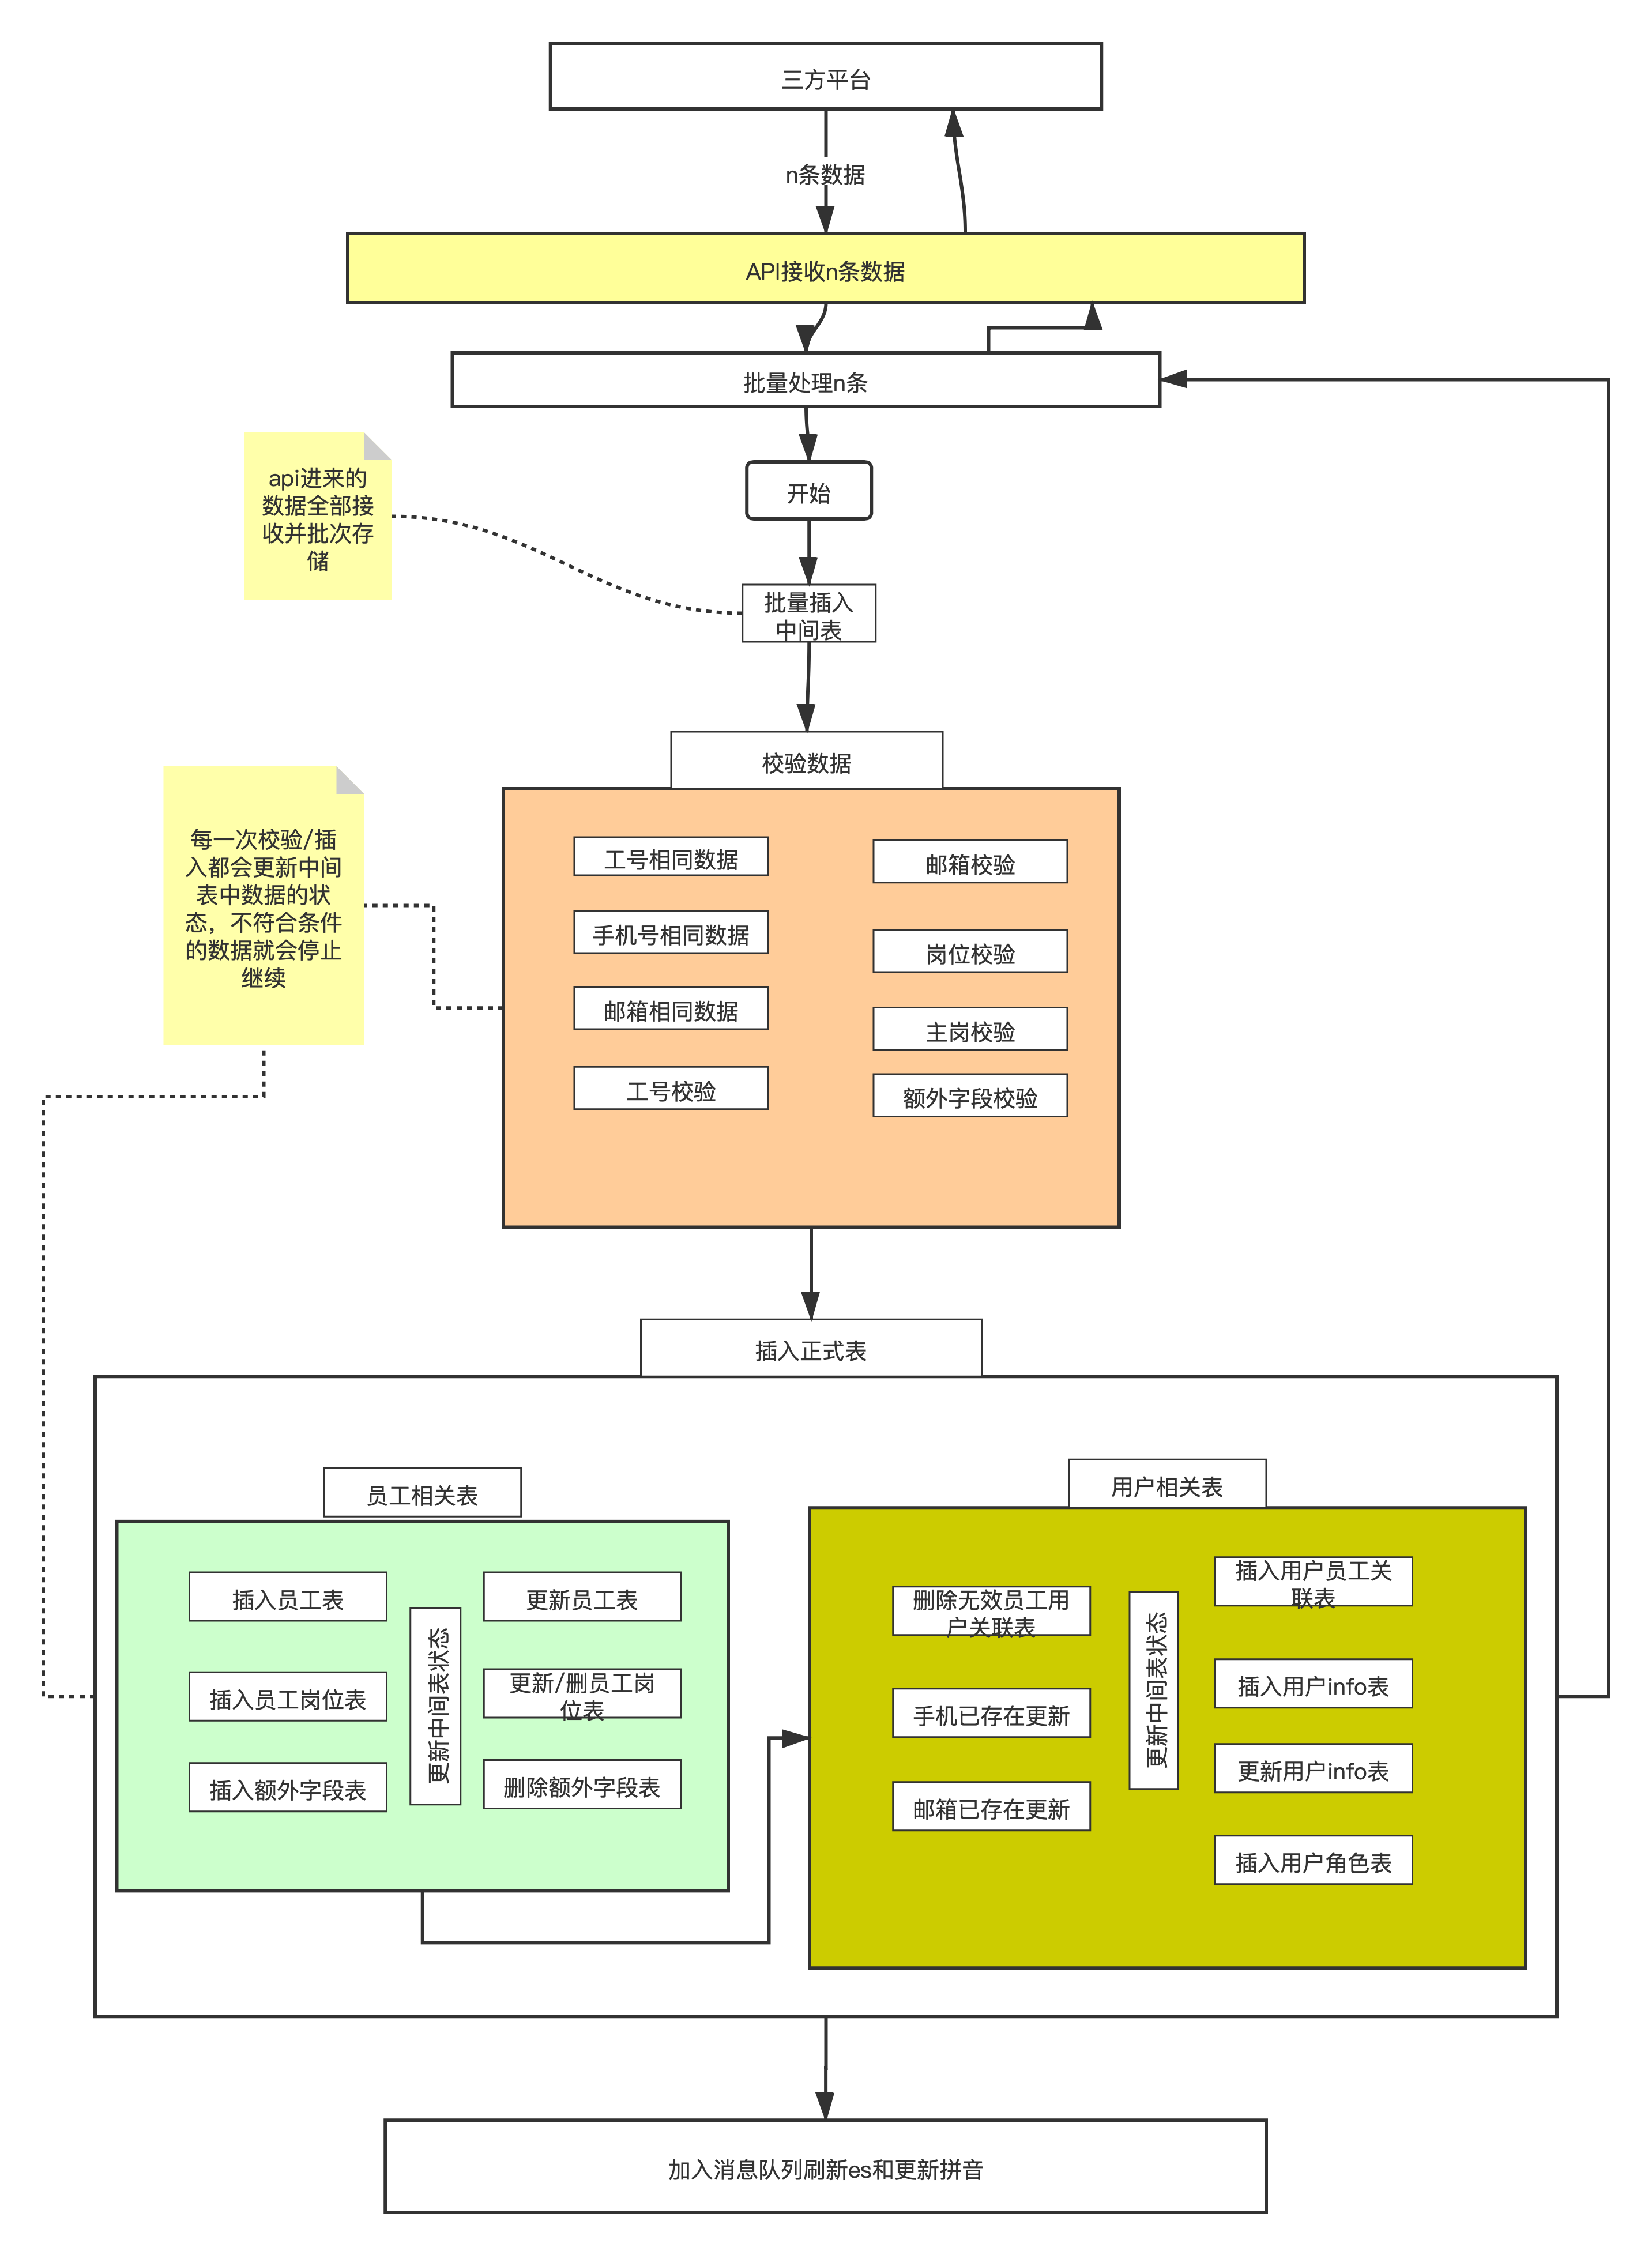 三方平台
n条数据
API接收n条数据
批量处理n条
开始
api进来的
数据全部接
收并批次存
储
批量插入
中间表
校验数据
每一次校验/插
入都会更新中间
表中数据的状
态，不符合条件
的数据就会停止
继续
工号相同数据
手机号相同数据
邮箱相同数据
工号校验
邮箱校验
岗位校验
主岗校验
额外字段校验
插入正式表
员工相关表
插入员工表
插入员工岗位表
插入额外字段表
更新中间表状态
更新员工表
更新/删员工岗
位表
删除额外字段表
用户相关表
删除无效员工用
户关联表
手机已存在更新
邮箱已存在更新
更新中间表状态
插入用户员工关
联表
插入用户info表
更新用户info表
插入用户角色表
加入消息队列刷新es和更新拼音